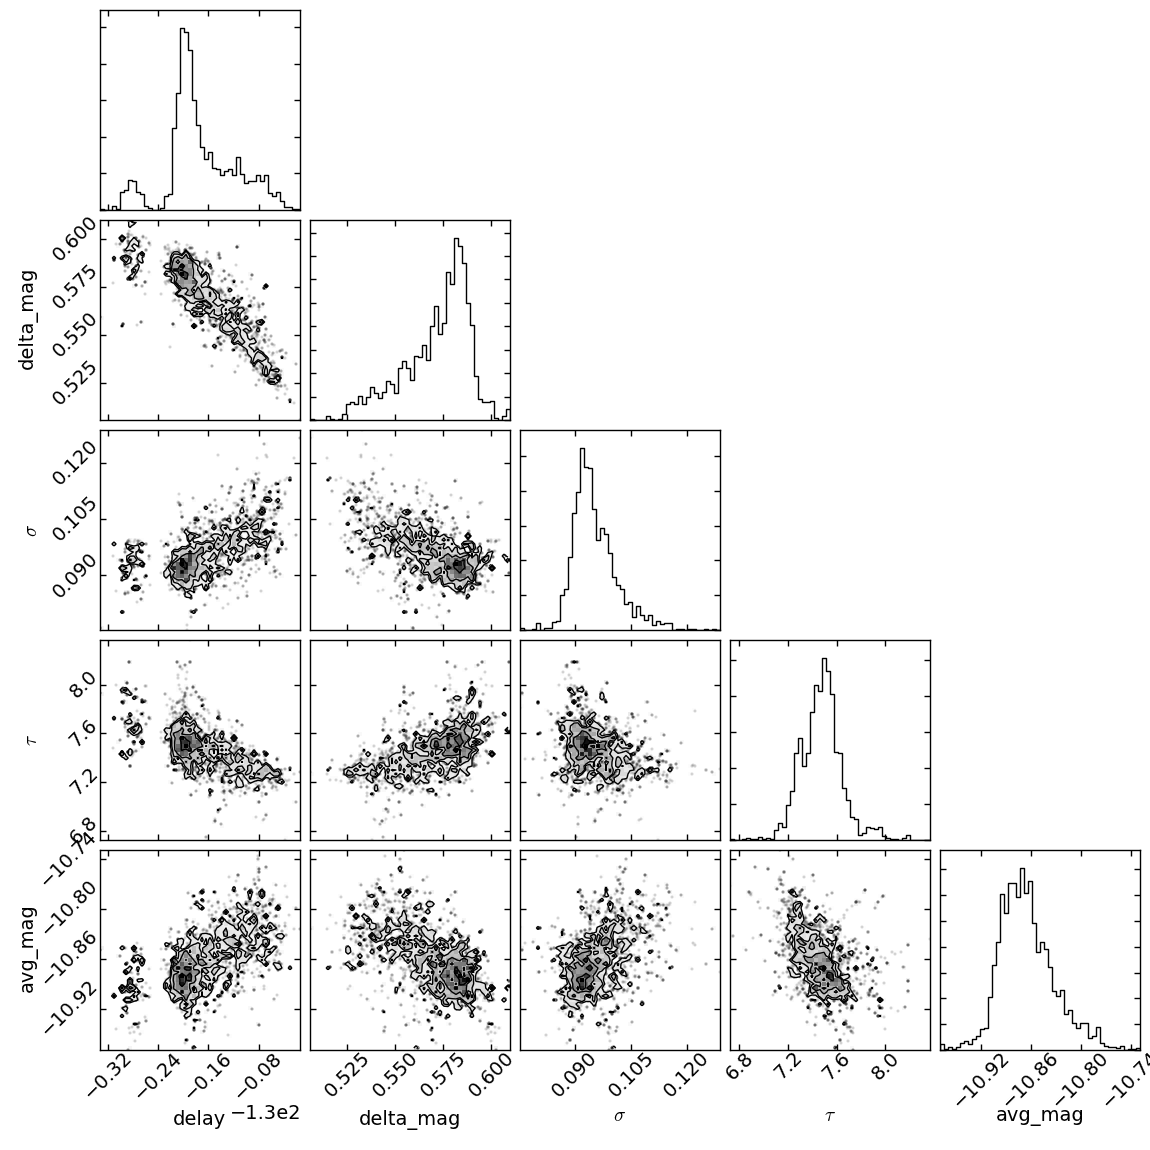 delta_mag
0.600
0.575
0.550
0.525
σ
0.120
0.105
0.090
τ
8.0
7.6
7.2
6.8
avg_mag
−10.74
−10.80
−10.86
−10.92
−0.32 −0.24 −0.16 −0.08
0.525 0.550 0.575 0.600
0.090 0.105 0.120
6.8 7.2 7.6 8.0
−10.92 −10.86 −10.80 −10.74
delay −1.3e2 delta_mag σ τ avg_mag